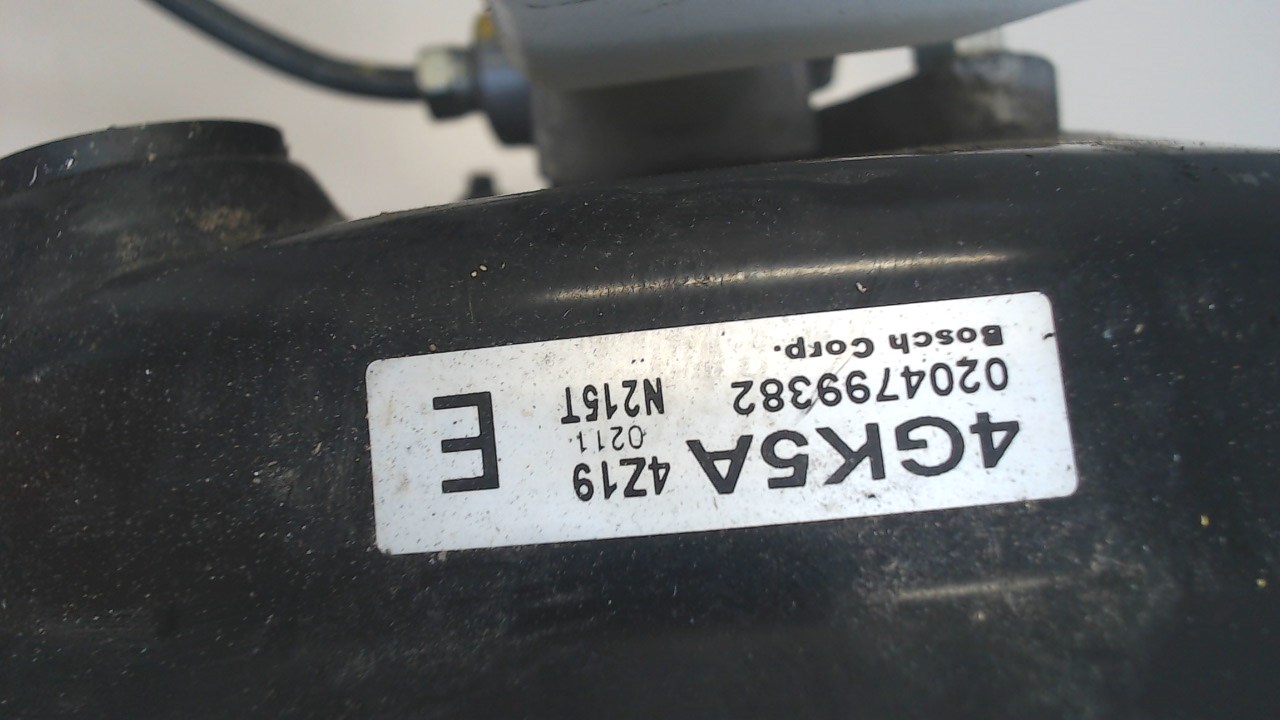 4GK5A 4Z19 E
0211
0204799382 N215T
Bosch Corp.